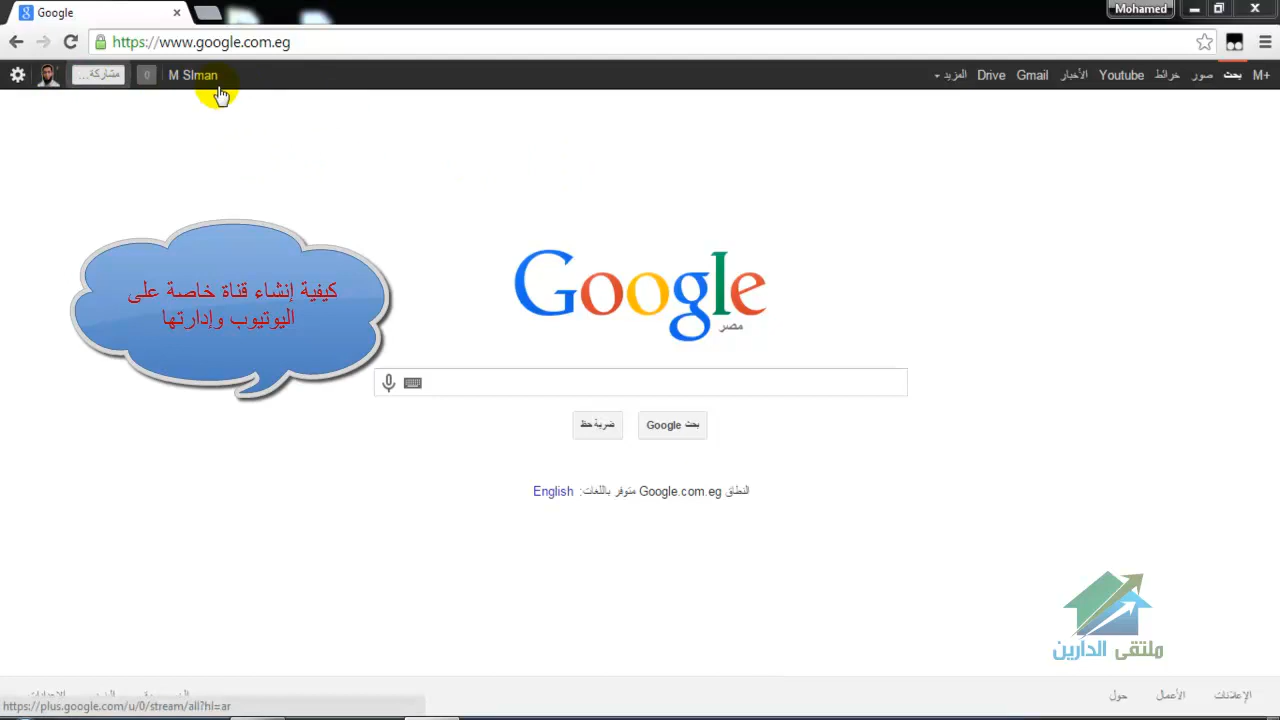 Google
Mohamed
https://www.google.com.eg
M+ بحث صور خرائط Youtube الأخبار Gmail Drive المزيد
M Slman
0
مشاركة...
كيفية إنشاء قناة خاصة على
اليوتيوب وإدارتها
Google
مصر
بحث Google
ضربة حظ
النطاق Google.com.eg متوفر باللغات: English
ملتقى الدارين
الإعلانات الأعمال حول
https://plus.google.com/u/0/stream/all?hl=ar